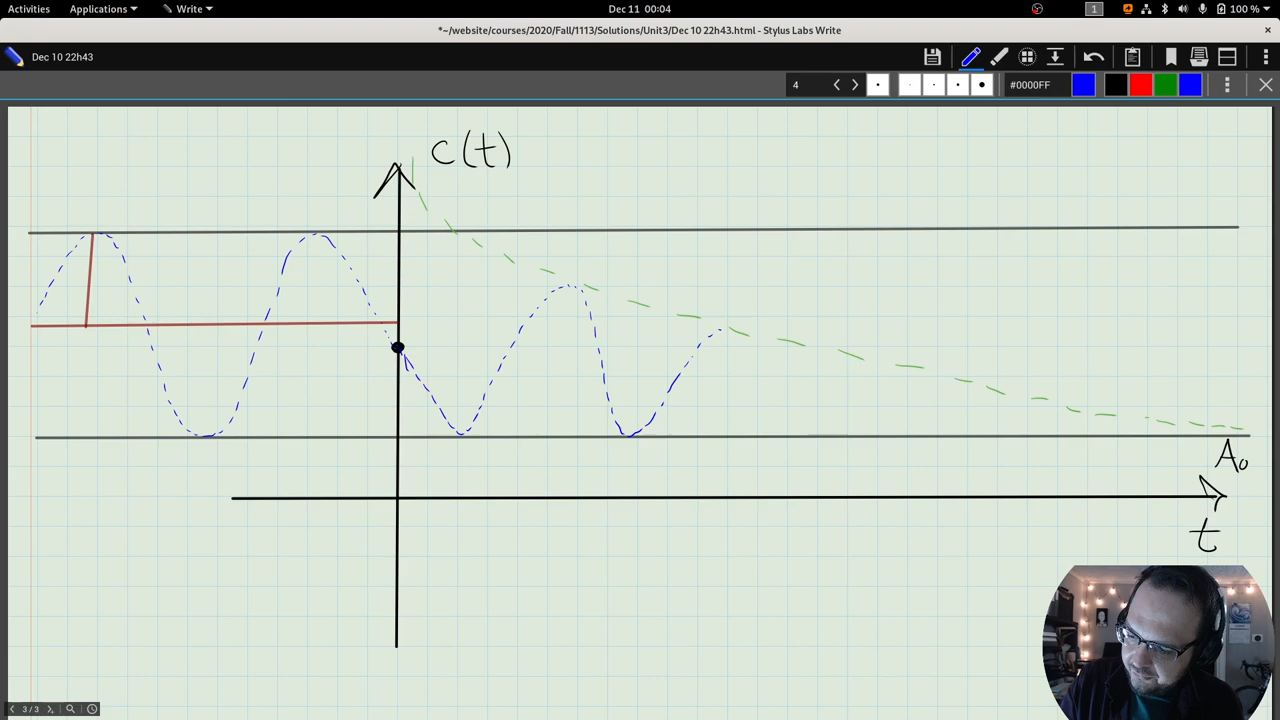 Activities Applications Write Dec 11 00:04 1 100 %
*~/website/courses/2020/Fall/1113/Solutions/Unit3/Dec 10 22h43.html - Stylus Labs Write
Dec 10 22h43
4 #0000FF
C(t)
A₀
t
3/3